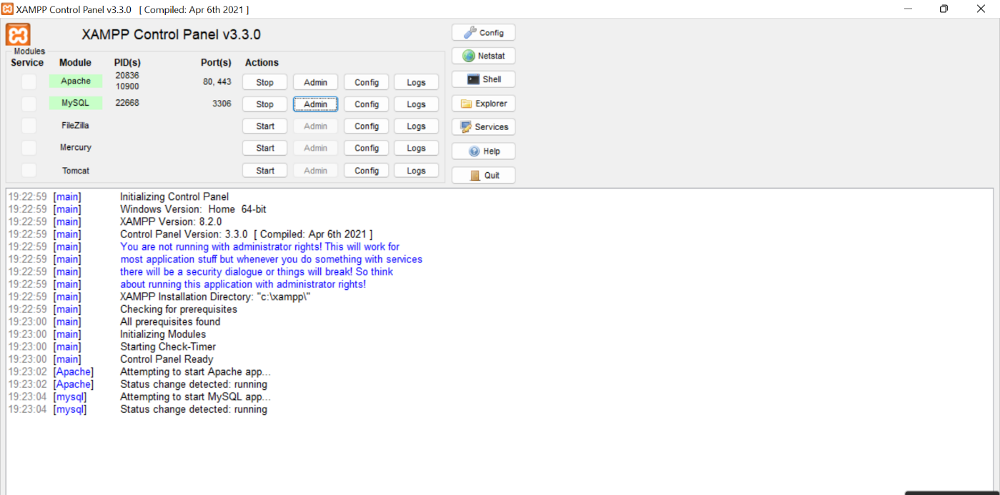 XAMPP Control Panel v3.3.0 [ Compiled: Apr 6th 2021 ]
XAMPP Control Panel v3.3.0
Modules
Service Module PID(s) Port(s) Actions
Apache 20836 10900 80, 443 Stop Admin Config Logs
MySQL 22668 3306 Stop Admin Config Logs
FileZilla Start Admin Config Logs
Mercury Start Admin Config Logs
Tomcat Start Admin Config Logs
Config
Netstat
Shell
Explorer
Services
Help
Quit
19:22:59 [main] Initializing Control Panel
19:22:59 [main] Windows Version: Home 64-bit
19:22:59 [main] XAMPP Version: 8.2.0
19:22:59 [main] Control Panel Version: 3.3.0 [ Compiled: Apr 6th 2021 ]
19:22:59 [main] You are not running with administrator rights! This will work for
19:22:59 [main] most application stuff but whenever you do something with services
19:22:59 [main] there will be a security dialogue or things will break! So think
19:22:59 [main] about running this application with administrator rights!
19:22:59 [main] XAMPP Installation Directory: "c:\xampp\"
19:22:59 [main] Checking for prerequisites
19:23:00 [main] All prerequisites found
19:23:00 [main] Initializing Modules
19:23:00 [main] Starting Check-Timer
19:23:00 [main] Control Panel Ready
19:23:02 [Apache] Attempting to start Apache app...
19:23:02 [Apache] Status change detected: running
19:23:04 [mysql] Attempting to start MySQL app...
19:23:04 [mysql] Status change detected: running